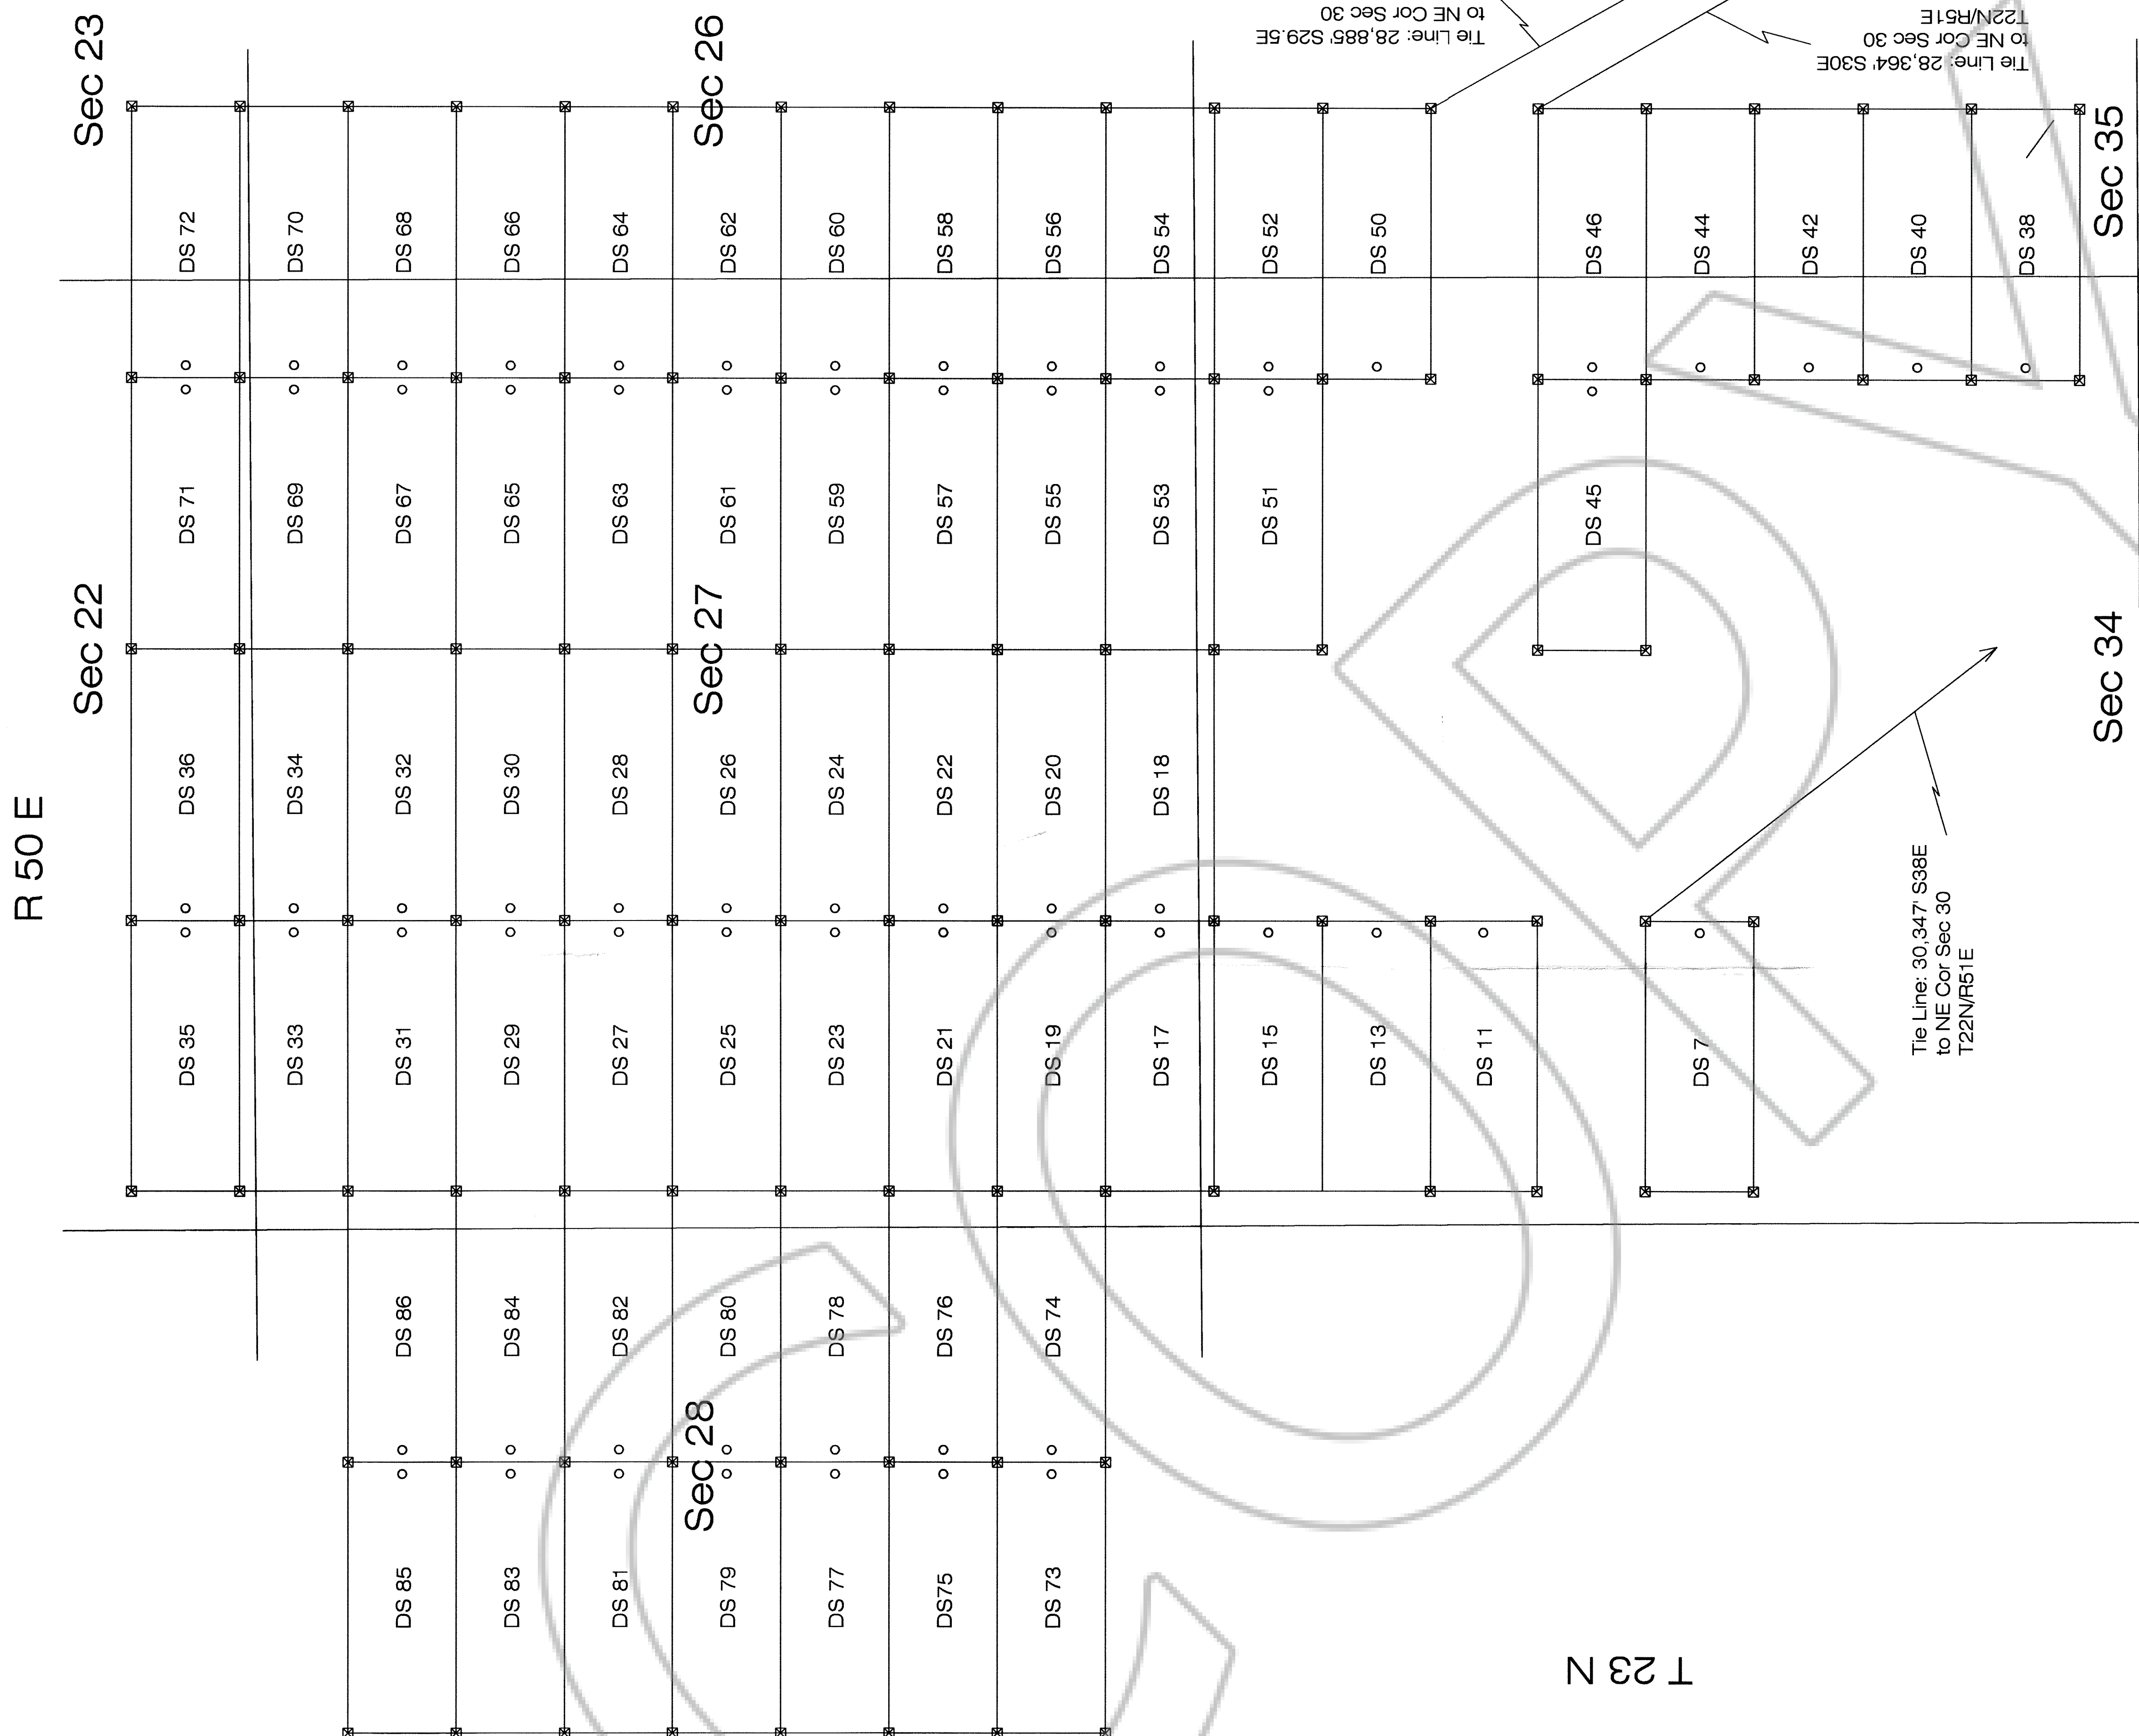 Sec 23
Sec 26
Tie Line: 28,885' S29.5E
to NE Cor Sec 30
Tie Line: 28,364' S30E
to NE Cor Sec 30
T22N/R51E
Sec 35
DS 72
DS 70
DS 68
DS 66
DS 64
DS 62
DS 60
DS 58
DS 56
DS 54
DS 52
DS 50
DS 46
DS 44
DS 42
DS 40
DS 38
DS 71
DS 69
DS 67
DS 65
DS 63
DS 61
DS 59
DS 57
DS 55
DS 53
DS 51
DS 45
Sec 22
Sec 27
Sec 34
R 50 E
DS 36
DS 34
DS 32
DS 30
DS 28
DS 26
DS 24
DS 22
DS 20
DS 18
Tie Line: 30,347' S38E
to NE Cor Sec 30
T22N/R51E
DS 35
DS 33
DS 31
DS 29
DS 27
DS 25
DS 23
DS 21
DS 19
DS 17
DS 15
DS 13
DS 11
DS 7
DS 86
DS 84
DS 82
DS 80
DS 78
DS 76
DS 74
Sec 28
DS 85
DS 83
DS 81
DS 79
DS 77
DS75
DS 73
T 23 N
COPY